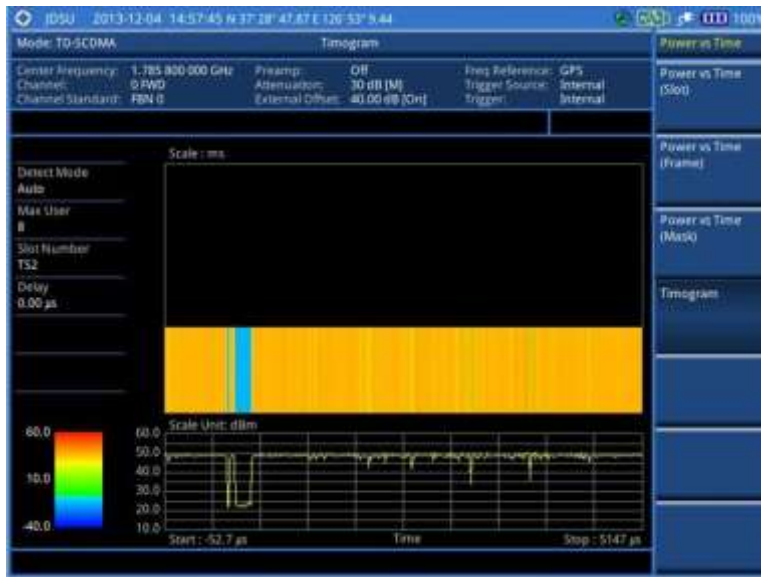 JDSU 2013-12-04 14:57:45 N 37° 28' 47.67 E 126° 53' 9.44 100%
Mode: TD-SCDMA Timogram
Center Frequency: 1.785 800 000 GHz Preamp: Off Freq Reference: GPS
Channel: 0 FWD Attenuation: 30 dB [M] Trigger Source: Internal
Channel Standard: FBN 0 External Offset: 40.00 dB [On] Trigger: Internal
Scale : ms
Detect Mode
Auto
Max User
8
Slot Number
TS2
Delay
0.00 µs
Scale Unit: dBm
60.0
10.0
-40.0
60.0
50.0
40.0
30.0
20.0
10.0
Start : -52.7 µs Time Stop : 5147 µs
Power vs Time
Power vs Time
(Slot)
Power vs Time
(Frame)
Power vs Time
(Mask)
Timogram